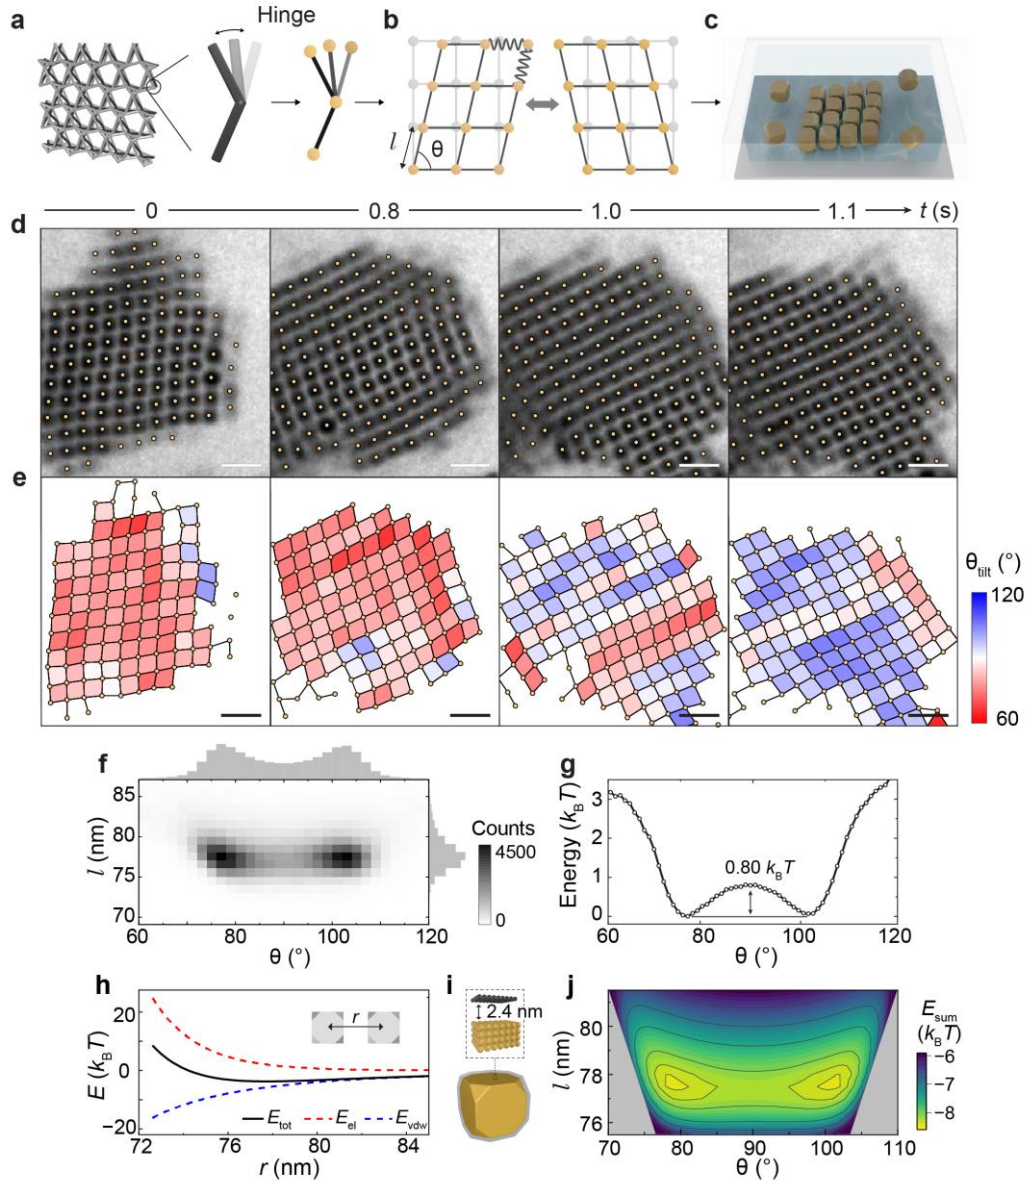 a Hinge b c
l θ
0 0.8 1.0 1.1 t (s)
d
e
θtilt (°)
120
60
f g
85
80
75
70
l (nm)
60 80 100 120
θ (°)
Counts
4500
0
3
2
1
0
Energy (kBT)
0.80 kBT
60 80 100 120
θ (°)
h i j
20
0
−20
E (kBT)
r
Etot Eel Evdw
72 76 80 84
r (nm)
2.4 nm
80
78
76
l (nm)
70 80 90 100 110
θ (°)
Esum
(kBT)
−6
−7
−8